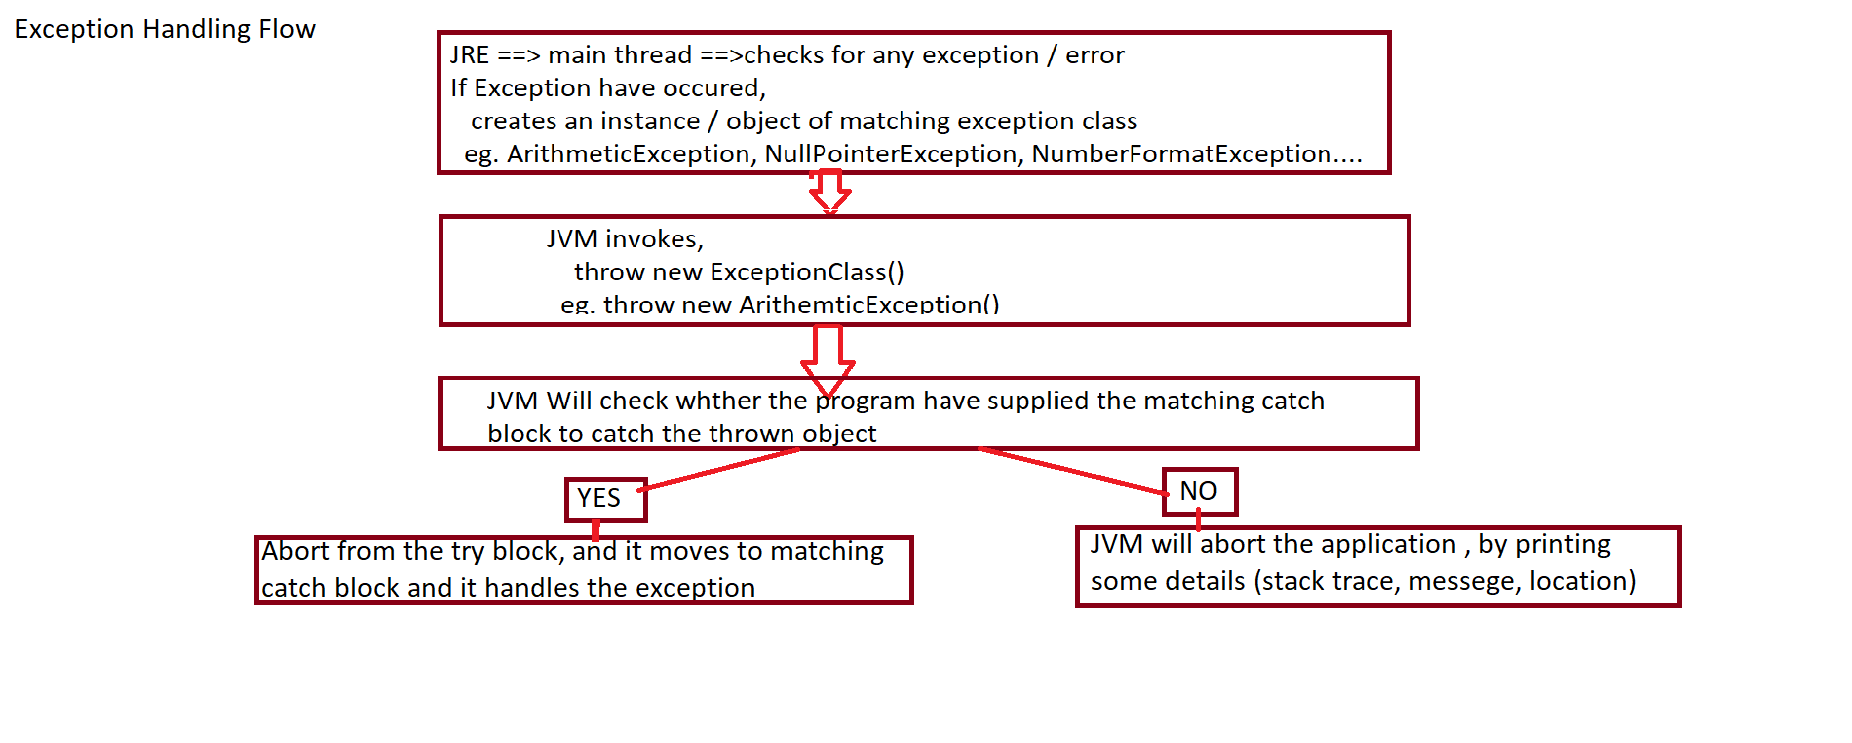 Exception Handling Flow
JRE ==> main thread ==>checks for any exception / error
If Exception have occured,
creates an instance / object of matching exception class
eg. ArithmeticException, NullPointerException, NumberFormatException....
JVM invokes,
throw new ExceptionClass()
eg. throw new ArithemticException()
JVM Will check whther the program have supplied the matching catch
block to catch the thrown object
YES
NO
Abort from the try block, and it moves to matching
catch block and it handles the exception
JVM will abort the application , by printing
some details (stack trace, messege, location)